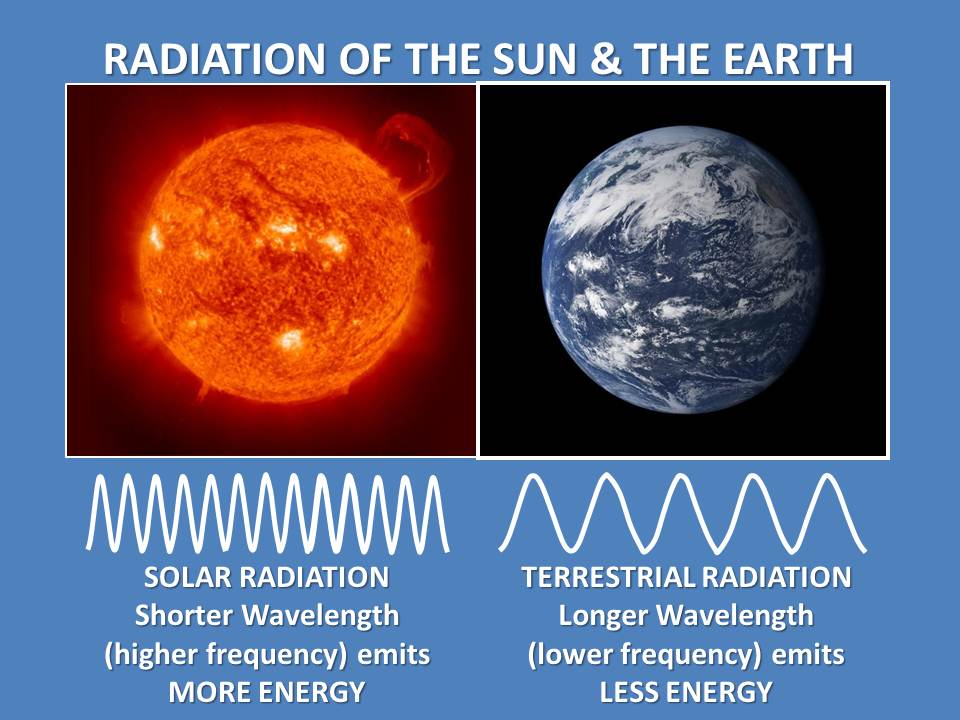 RADIATION OF THE SUN & THE EARTH
SOLAR RADIATION
Shorter Wavelength
(higher frequency) emits
MORE ENERGY
TERRESTRIAL RADIATION
Longer Wavelength
(lower frequency) emits
LESS ENERGY